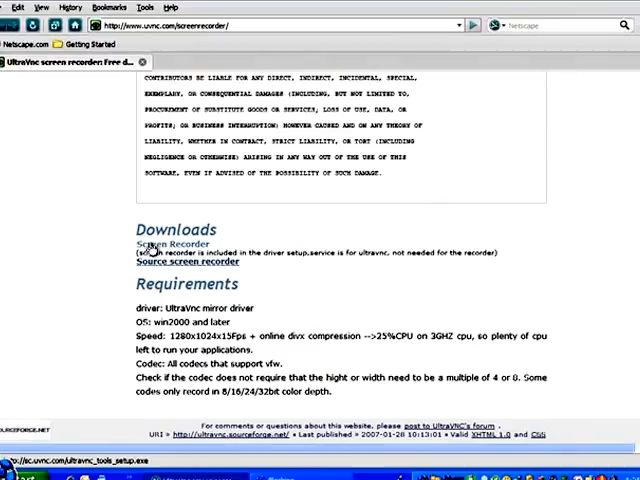 Edit View History Bookmarks Tools Help
http://www.uvnc.com/screenrecorder/
Netscape
Netscape.com Getting Started
UltraVnc screen recorder: Free d...
CONTRIBUTORS BE LIABLE FOR ANY DIRECT, INDIRECT, INCIDENTAL, SPECIAL,
EXEMPLARY, OR CONSEQUENTIAL DAMAGES (INCLUDING, BUT NOT LIMITED TO,
PROCUREMENT OF SUBSTITUTE GOODS OR SERVICES; LOSS OF USE, DATA, OR
PROFITS; OR BUSINESS INTERRUPTION) HOWEVER CAUSED AND ON ANY THEORY OF
LIABILITY, WHETHER IN CONTRACT, STRICT LIABILITY, OR TORT (INCLUDING
NEGLIGENCE OR OTHERWISE) ARISING IN ANY WAY OUT OF THE USE OF THIS
SOFTWARE, EVEN IF ADVISED OF THE POSSIBILITY OF SUCH DAMAGE.
Downloads
Screen Recorder
(screen recorder is included in the driver setup,service is for ultravnc, not needed for the recorder)
Source screen recorder
Requirements
driver: UltraVnc mirror driver
OS: win2000 and later
Speed: 1280x1024x15Fps + online divx compression -->25%CPU on 3GHZ cpu, so plenty of cpu
left to run your applications.
Codec: All codecs that support vfw.
Check if the codec does not require that the hight or width need to be a multiple of 4 or 8. Some
codes only record in 8/16/24/32bit color depth.
For comments or questions about this website, please post to UltraVNC's forum .
URI » http://ultravnc.sourceforge.net/ • Last published » 2007-01-28 10:13:01 • Valid XHTML 1.0 and CSS
://sc.uvnc.com/ultravnc_tools_setup.exe